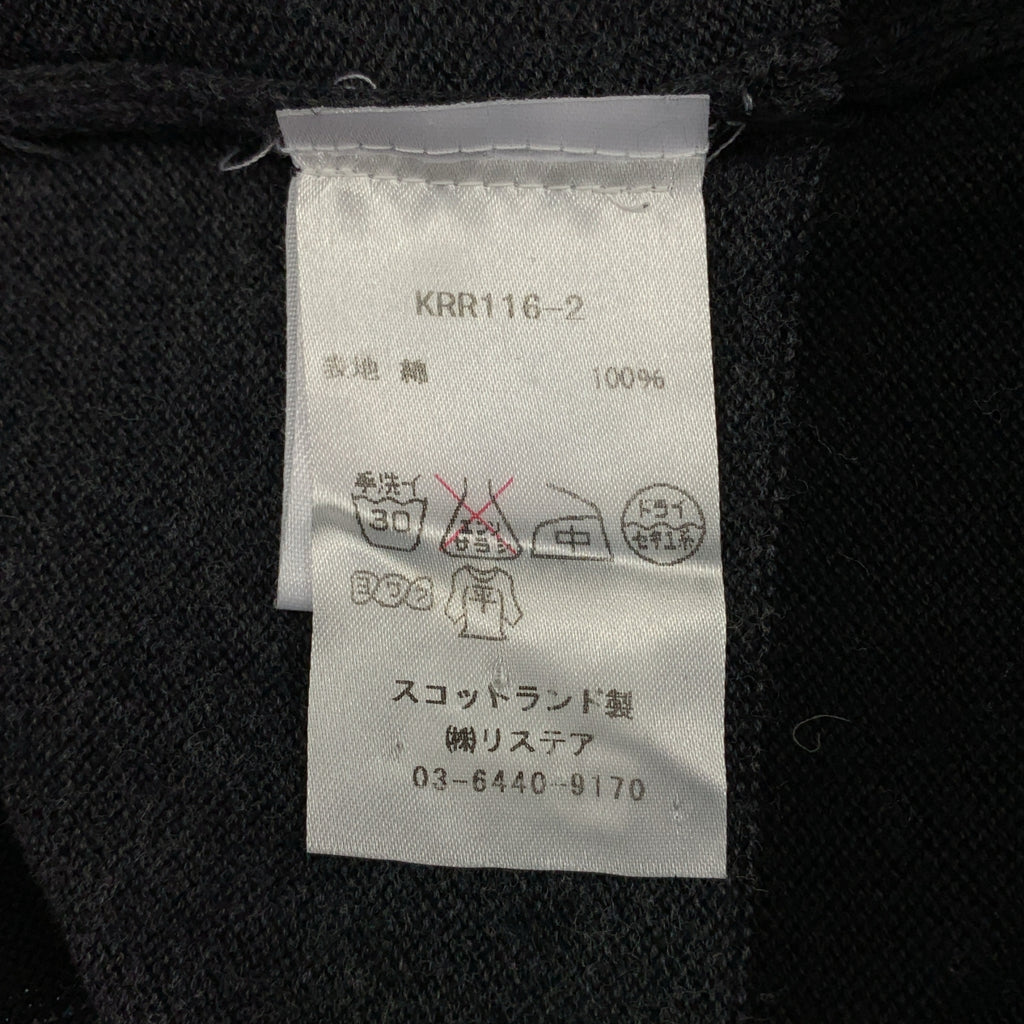 KRR116-2
表地 綿 100%
手洗イ
30
エンソ
サラシ
中
ドライ
セキユ系
ヨワク
平
スコットランド製
㈱リステア
03-6440-9170